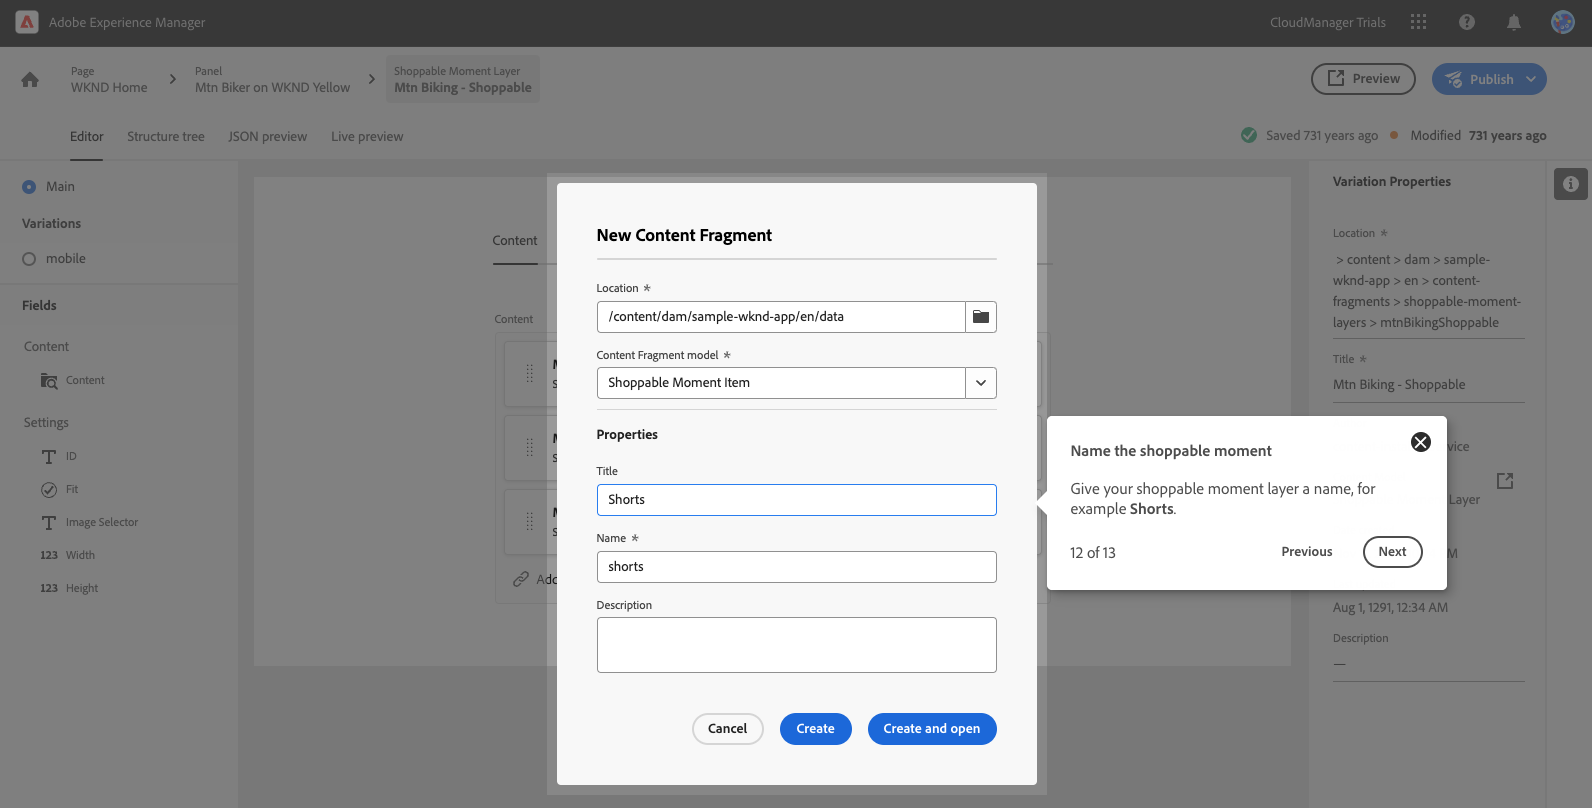 Adobe Experience Manager
CloudManager Trials
Page
WKND Home
Panel
Mtn Biker on WKND Yellow
Shoppable Moment Layer
Mtn Biking - Shoppable
Preview
Publish
Editor
Structure tree
JSON preview
Live preview
Saved 731 years ago
Modified 731 years ago
Main
Variations
mobile
Fields
Content
Content
Settings
ID
Fit
Image Selector
123 Width
123 Height
Content
Content
New Content Fragment
Location *
/content/dam/sample-wknd-app/en/data
Content Fragment model *
Shoppable Moment Item
Properties
Title
Shorts
Name *
shorts
Description
Cancel
Create
Create and open
Name the shoppable moment
Give your shoppable moment layer a name, for
example Shorts.
12 of 13
Previous
Next
Variation Properties
Location *
> content > dam > sample-
wknd-app > en > content-
fragments > shoppable-moment-
layers > mtnBikingShoppable
Title *
Mtn Biking - Shoppable
Layer
Aug 1, 1291, 12:34 AM
Description
—